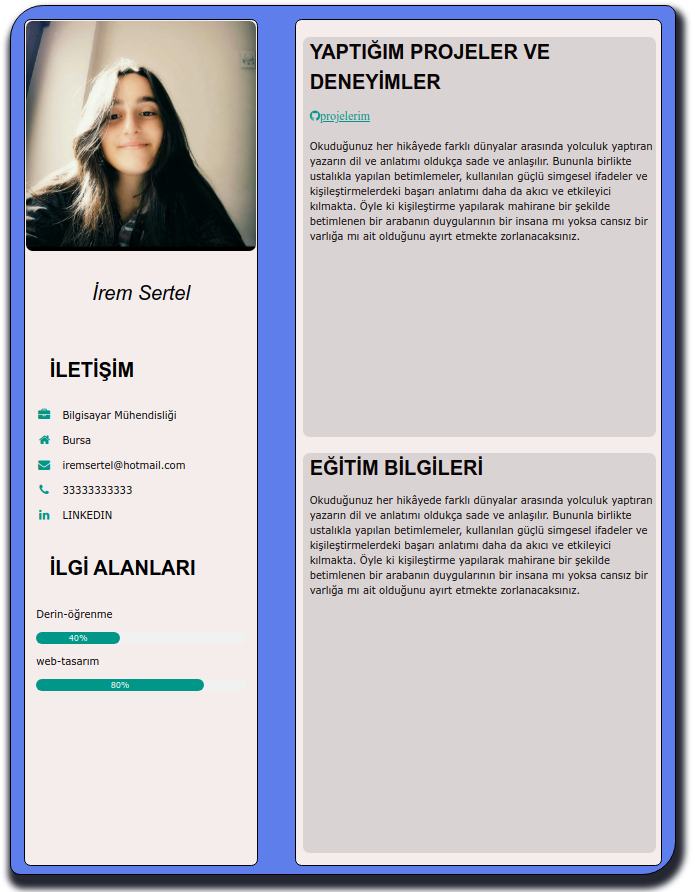 İrem Sertel
İLETİŞİM
Bilgisayar Mühendisliği
Bursa
iremsertel@hotmail.com
33333333333
LINKEDIN
İLGİ ALANLARI
Derin-öğrenme
40%
web-tasarım
80%
YAPTIĞIM PROJELER VE
DENEYİMLER
projelerim
Okuduğunuz her hikâyede farklı dünyalar arasında yolculuk yaptıran
yazarın dil ve anlatımı oldukça sade ve anlaşılır. Bununla birlikte
ustalıkla yapılan betimlemeler, kullanılan güçlü simgesel ifadeler ve
kişileştirmelerdeki başarı anlatımı daha da akıcı ve etkileyici
kılmakta. Öyle ki kişileştirme yapılarak mahirane bir şekilde
betimlenen bir arabanın duygularının bir insana mı yoksa cansız bir
varlığa mı ait olduğunu ayırt etmekte zorlanacaksınız.
EĞİTİM BİLGİLERİ
Okuduğunuz her hikâyede farklı dünyalar arasında yolculuk yaptıran
yazarın dil ve anlatımı oldukça sade ve anlaşılır. Bununla birlikte
ustalıkla yapılan betimlemeler, kullanılan güçlü simgesel ifadeler ve
kişileştirmelerdeki başarı anlatımı daha da akıcı ve etkileyici
kılmakta. Öyle ki kişileştirme yapılarak mahirane bir şekilde
betimlenen bir arabanın duygularının bir insana mı yoksa cansız bir
varlığa mı ait olduğunu ayırt etmekte zorlanacaksınız.